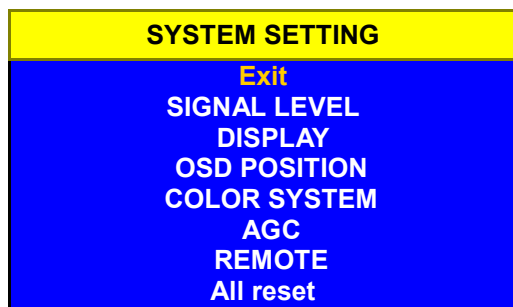 SYSTEM SETTING
Exit
SIGNAL LEVEL
DISPLAY
OSD POSITION
COLOR SYSTEM
AGC
REMOTE
All reset